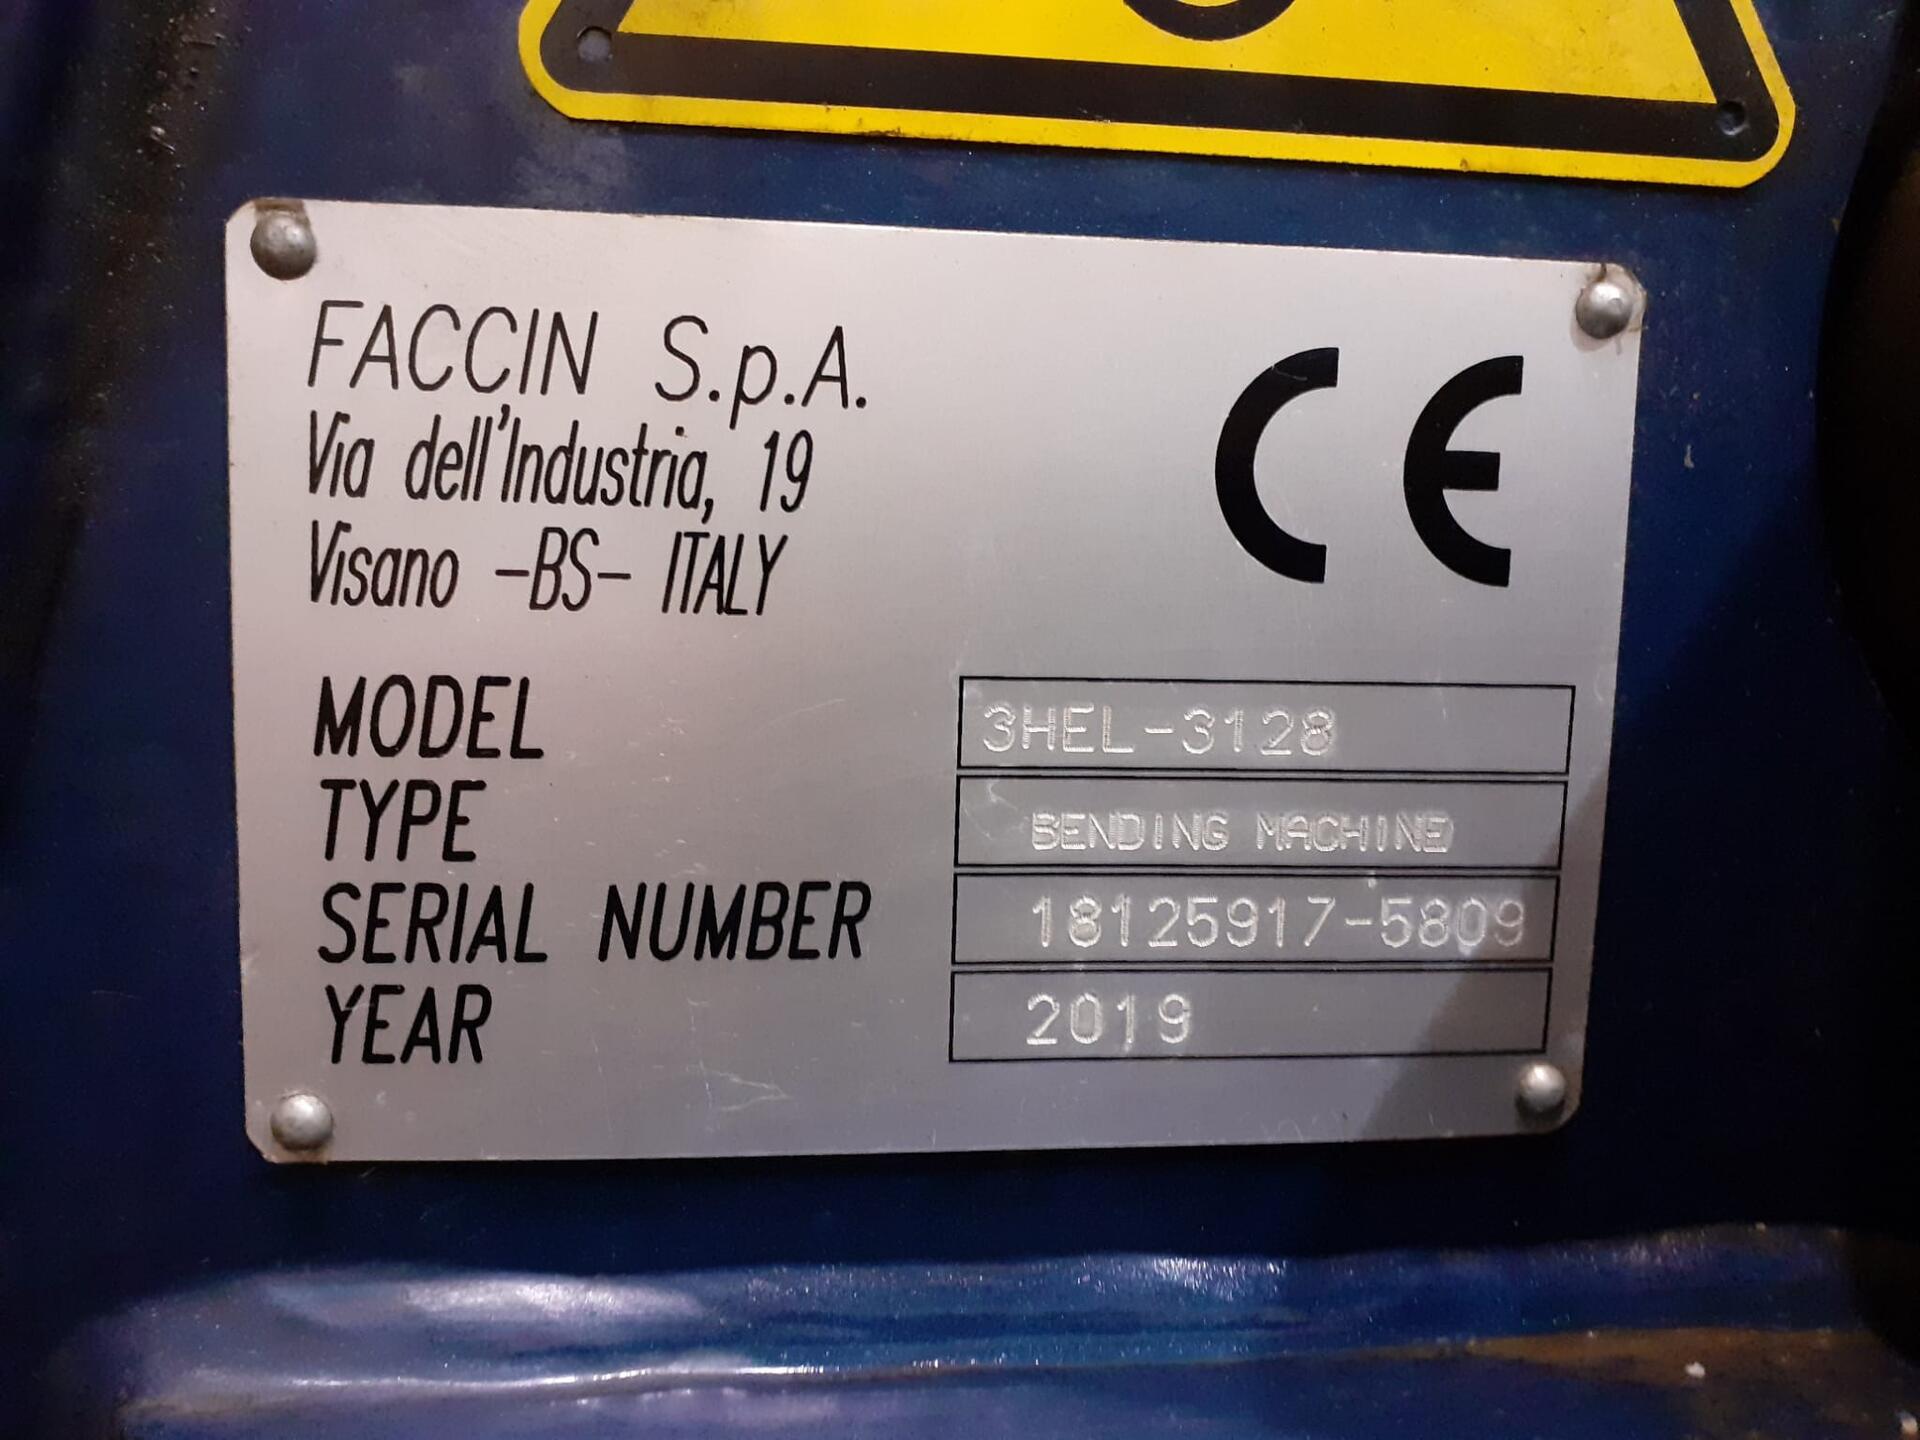 FACCIN S.p.A.
Via dell'Industria, 19
Visano -BS- ITALY
CE
MODEL 3HEL-3128
TYPE BENDING MACHINE
SERIAL NUMBER 18125917-5809
YEAR 2019